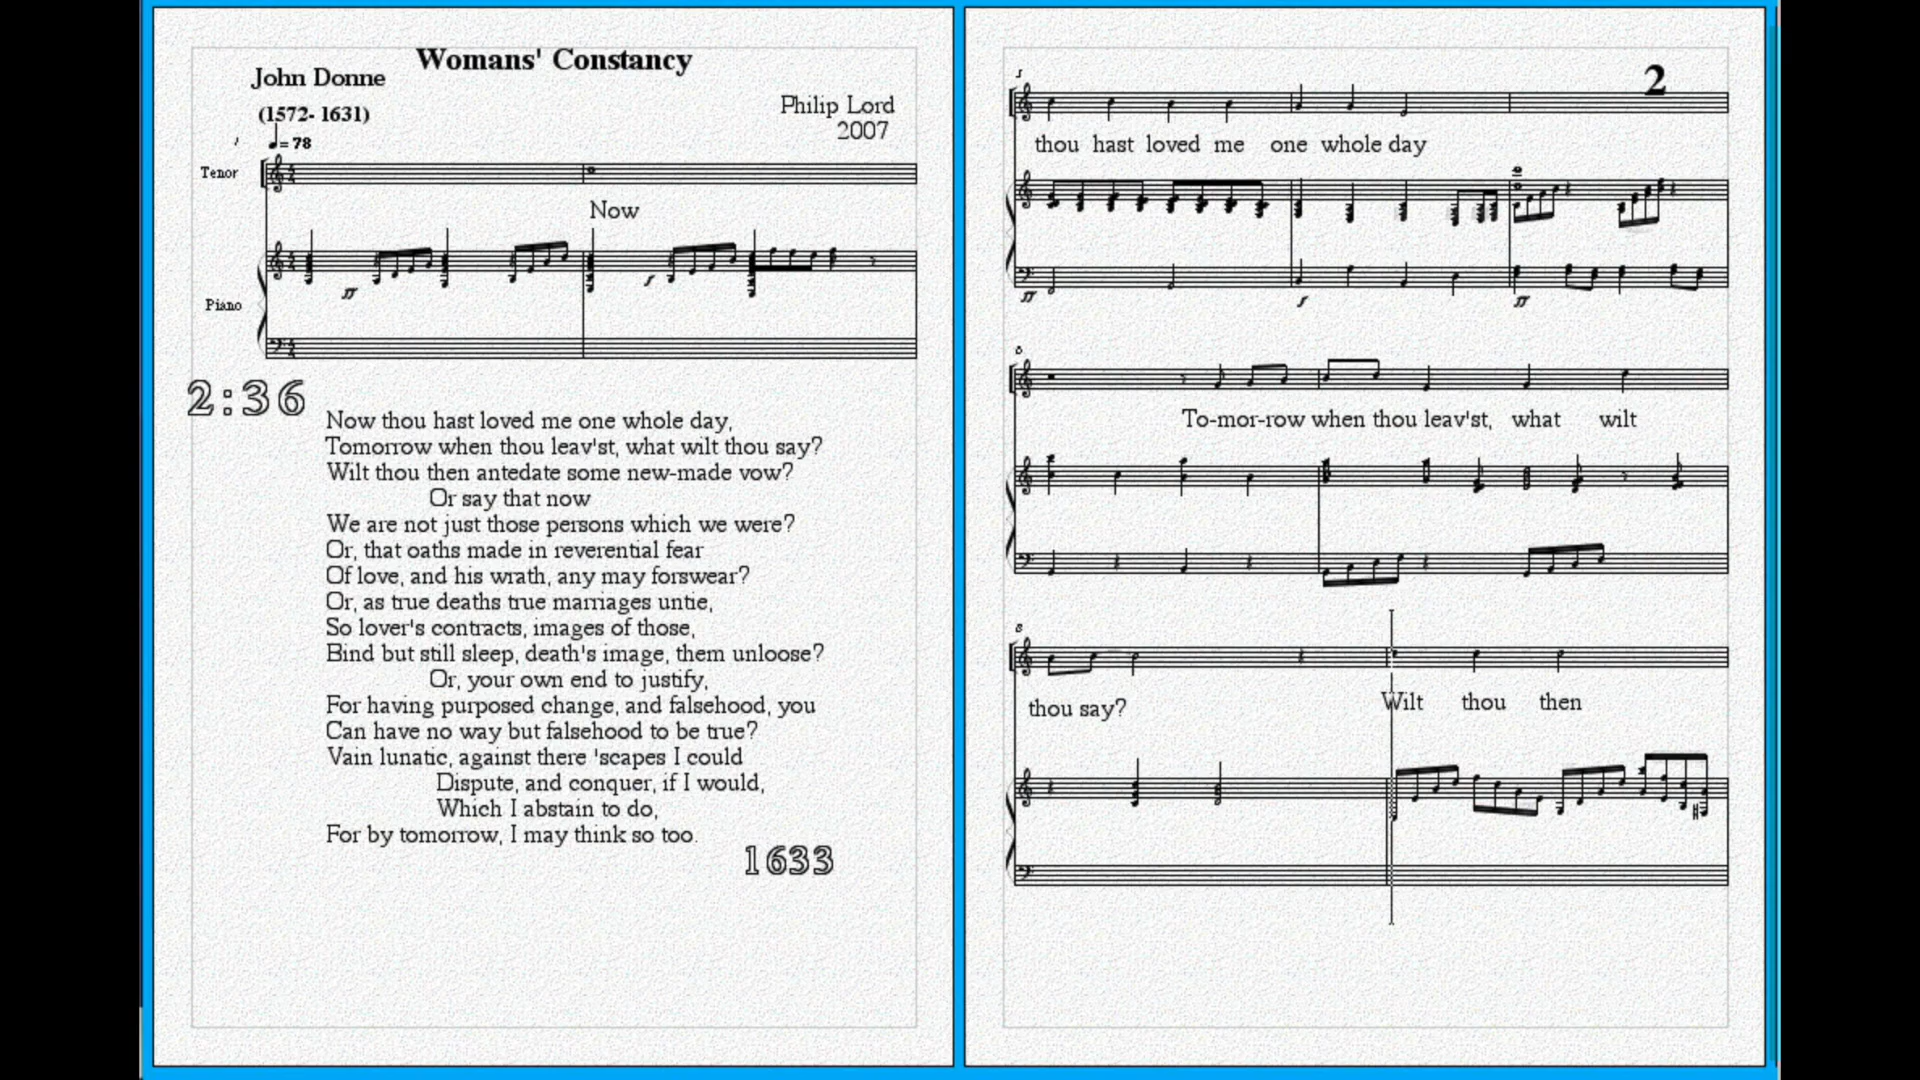 Womans' Constancy
John Donne
(1572- 1631)
Philip Lord
2007
= 78
Tenor
Now
Piano
2:36
Now thou hast loved me one whole day,
Tomorrow when thou leav'st, what wilt thou say?
Wilt thou then antedate some new-made vow?
Or say that now
We are not just those persons which we were?
Or, that oaths made in reverential fear
Of love, and his wrath, any may forswear?
Or, as true deaths true marriages untie,
So lover's contracts, images of those,
Bind but still sleep, death's image, them unloose?
Or, your own end to justify,
For having purposed change, and falsehood, you
Can have no way but falsehood to be true?
Vain lunatic, against there 'scapes I could
Dispute, and conquer, if I would,
Which I abstain to do,
For by tomorrow, I may think so too.
1633
2
thou hast loved me one whole day
To-mor-row when thou leav'st, what wilt
thou say? Wilt thou then